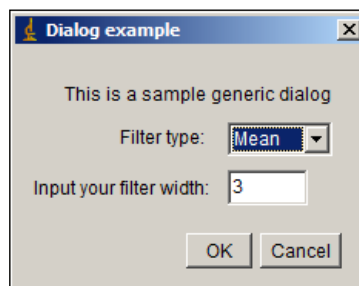 Dialog example
This is a sample generic dialog
Filter type: Mean
Input your filter width: 3
OK Cancel